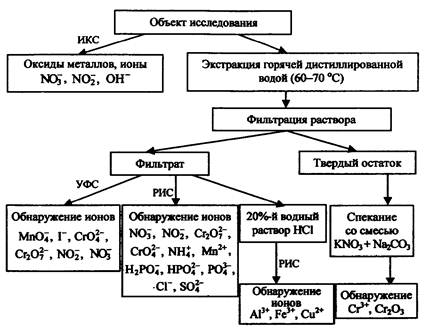 Объект исследования
ИКС
Оксиды металлов, ионы
NO₃⁻, NO₂⁻, OH⁻
Экстракция горячей дистиллированной
водой (60–70 °C)
Фильтрация раствора
Фильтрат
Твердый остаток
УФС
РИС
Обнаружение ионов
MnO₄⁻, I⁻, CrO₄²⁻,
Cr₂O₇²⁻, NO₂⁻, NO₃⁻
Обнаружение ионов
NO₃⁻, NO₂⁻, Cr₂O₇²⁻,
CrO₄²⁻, NH₄⁺, Mn²⁺,
H₂PO₄⁻, HPO₄²⁻, PO₄³⁻,
Cl⁻, SO₄²⁻
20%-й водный
раствор HCl
Спекание
со смесью
KNO₃ + Na₂CO₃
РИС
Обнаружение
ионов
Al³⁺, Fe³⁺, Cu²⁺
Обнаружение
Cr³⁺, Cr₂O₃